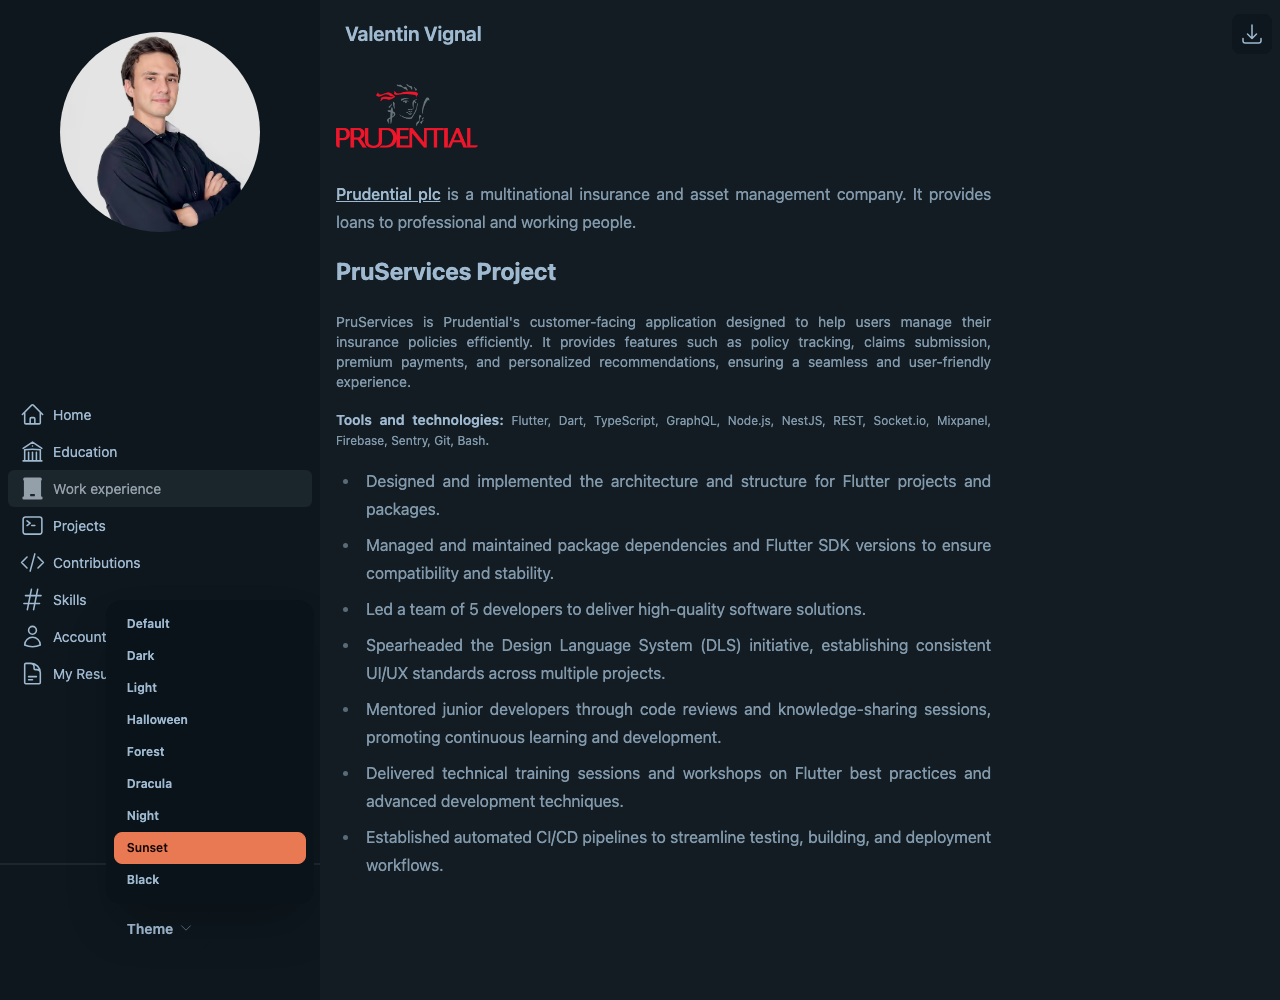 Home
Education
Work experience
Projects
Contributions
Skills
Account
My Resu
Default
Dark
Light
Halloween
Forest
Dracula
Night
Sunset
Black
Theme
Valentin Vignal
PRUDENTIAL
Prudential plc is a multinational insurance and asset management company. It provides
loans to professional and working people.
PruServices Project
PruServices is Prudential's customer-facing application designed to help users manage their
insurance policies efficiently. It provides features such as policy tracking, claims submission,
premium payments, and personalized recommendations, ensuring a seamless and user-friendly
experience.
Tools and technologies: Flutter, Dart, TypeScript, GraphQL, Node.js, NestJS, REST, Socket.io, Mixpanel,
Firebase, Sentry, Git, Bash.
• Designed and implemented the architecture and structure for Flutter projects and
packages.
• Managed and maintained package dependencies and Flutter SDK versions to ensure
compatibility and stability.
• Led a team of 5 developers to deliver high-quality software solutions.
• Spearheaded the Design Language System (DLS) initiative, establishing consistent
UI/UX standards across multiple projects.
• Mentored junior developers through code reviews and knowledge-sharing sessions,
promoting continuous learning and development.
• Delivered technical training sessions and workshops on Flutter best practices and
advanced development techniques.
• Established automated CI/CD pipelines to streamline testing, building, and deployment
workflows.